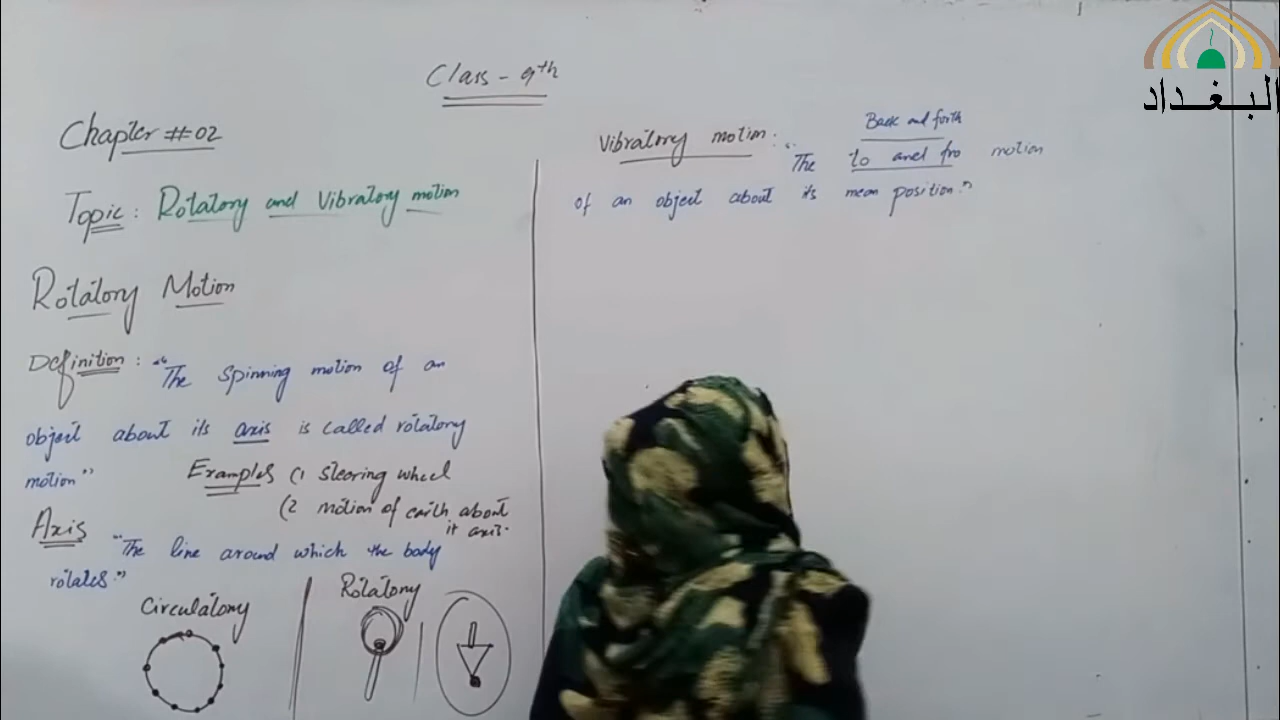 البغداد
Class - 9th
Chapter #02
Topic: Rotatory and Vibratory motion
Rotatory Motion
Definition: "The spinning motion of an
object about its axis is called rotatory
motion"
Examples (1 stearing wheel
(2 motion of earth about
it axis.
Axis
"The line around which the body
rotates."
Circulatory
Rotatory
Vibratory motion:
Back and forth
"The to and fro motion
of an object about its mean position."